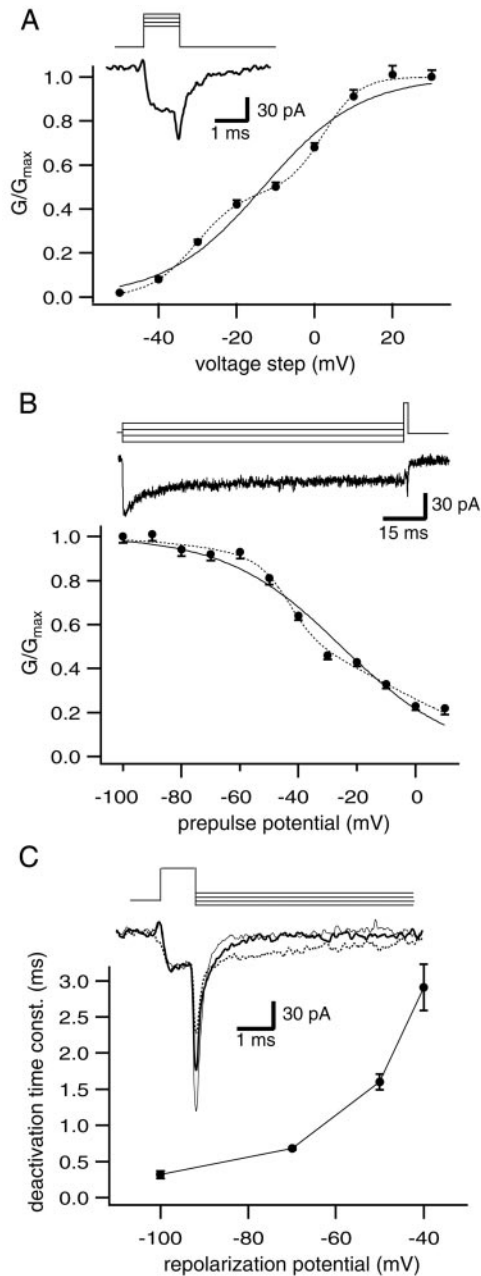 A
30 pA
1 ms
1.0
0.8
0.6
0.4
0.2
0.0
G/Gmax
-40
-20
0
20
voltage step (mV)
B
30 pA
15 ms
1.0
0.8
0.6
0.4
0.2
0.0
G/Gmax
-100
-80
-60
-40
-20
0
prepulse potential (mV)
C
30 pA
1 ms
3.0
2.5
2.0
1.5
1.0
0.5
0.0
deactivation time const. (ms)
-100
-80
-60
-40
repolarization potential (mV)